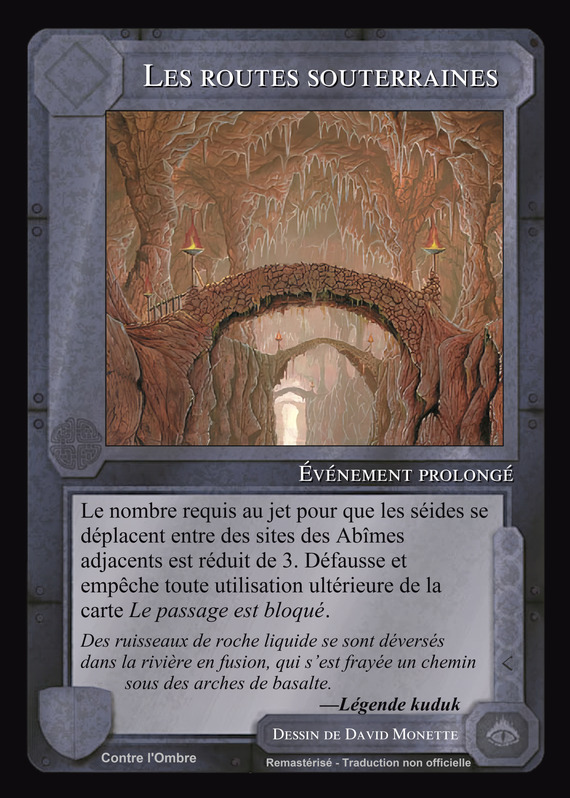 Les routes souterraines
Événement prolongé
Le nombre requis au jet pour que les séides se
déplacent entre des sites des Abîmes
adjacents est réduit de 3. Défausse et
empêche toute utilisation ultérieure de la
carte Le passage est bloqué.
Des ruisseaux de roche liquide se sont déversés
dans la rivière en fusion, qui s'est frayée un chemin
sous des arches de basalte.
—Légende kuduk
Dessin de David Monette
Contre l'Ombre
Remastérisé - Traduction non officielle